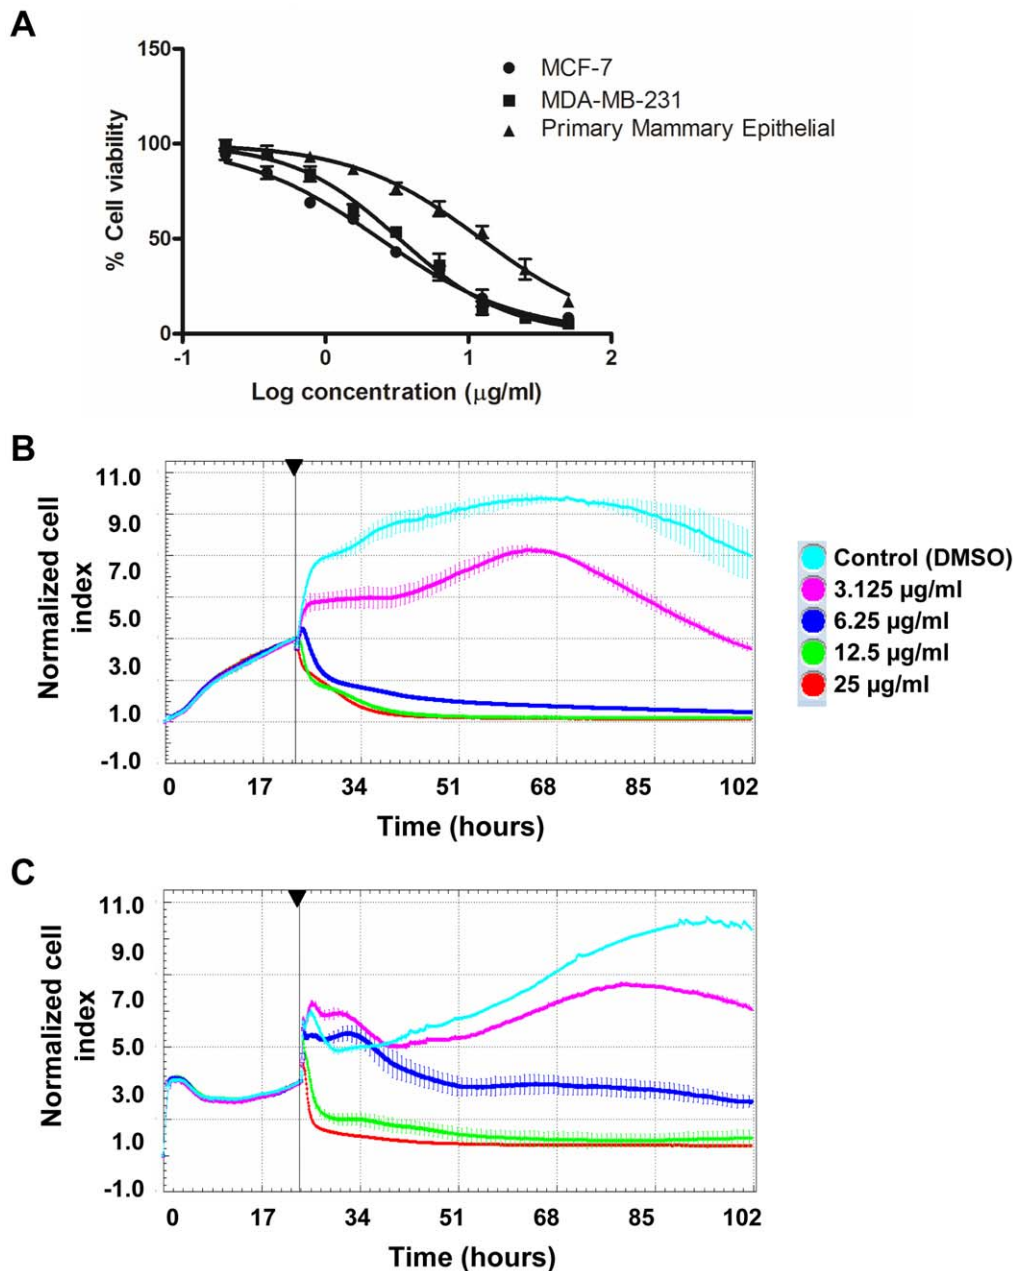 A
150
100
50
0
-1
0
1
2
% Cell viability
Log concentration (µg/ml)
MCF-7
MDA-MB-231
Primary Mammary Epithelial
B
11.0
9.0
7.0
5.0
3.0
1.0
-1.0
Normalized cell
index
0 17 34 51 68 85 102
Time (hours)
Control (DMSO)
3.125 µg/ml
6.25 µg/ml
12.5 µg/ml
25 µg/ml
C
11.0
9.0
7.0
5.0
3.0
1.0
-1.0
Normalized cell
index
0 17 34 51 68 85 102
Time (hours)